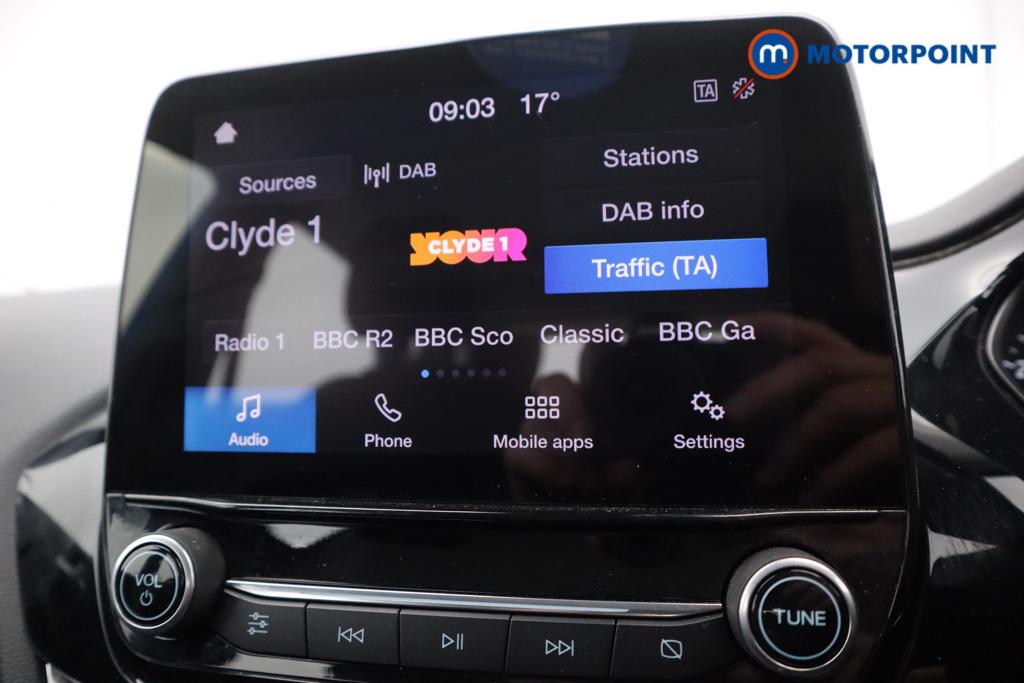 m MOTORPOINT
09:03 17° TA
Sources DAB Stations
Clyde 1 DAB info
YOUR CLYDE 1 Traffic (TA)
Radio 1 BBC R2 BBC Sco Classic BBC Ga
Audio Phone Mobile apps Settings
VOL TUNE